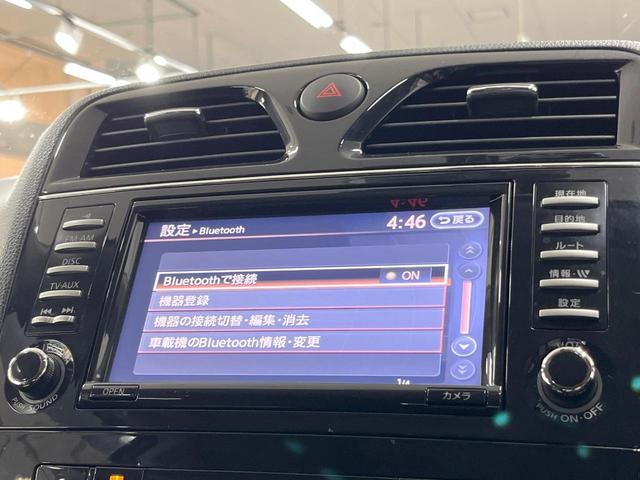 設定▶Bluetooth
4:46
戻る
Bluetoothで接続
ON
機器登録
機器の接続切替・編集・消去
車載機のBluetooth情報・変更
1/4
FM・AM
DISC
TV・AUX
PUSH SOUND
OPEN
カメラ
現在地
目的地
ルート
情報・
設定
PUSH ON・OFF